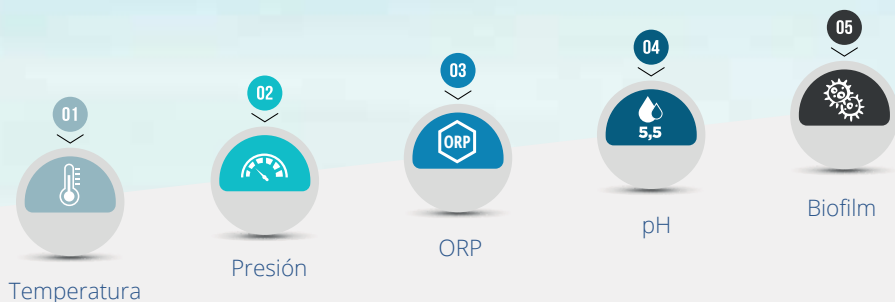 01
Temperatura
02
Presión
03
ORP
ORP
04
5,5
pH
05
Biofilm